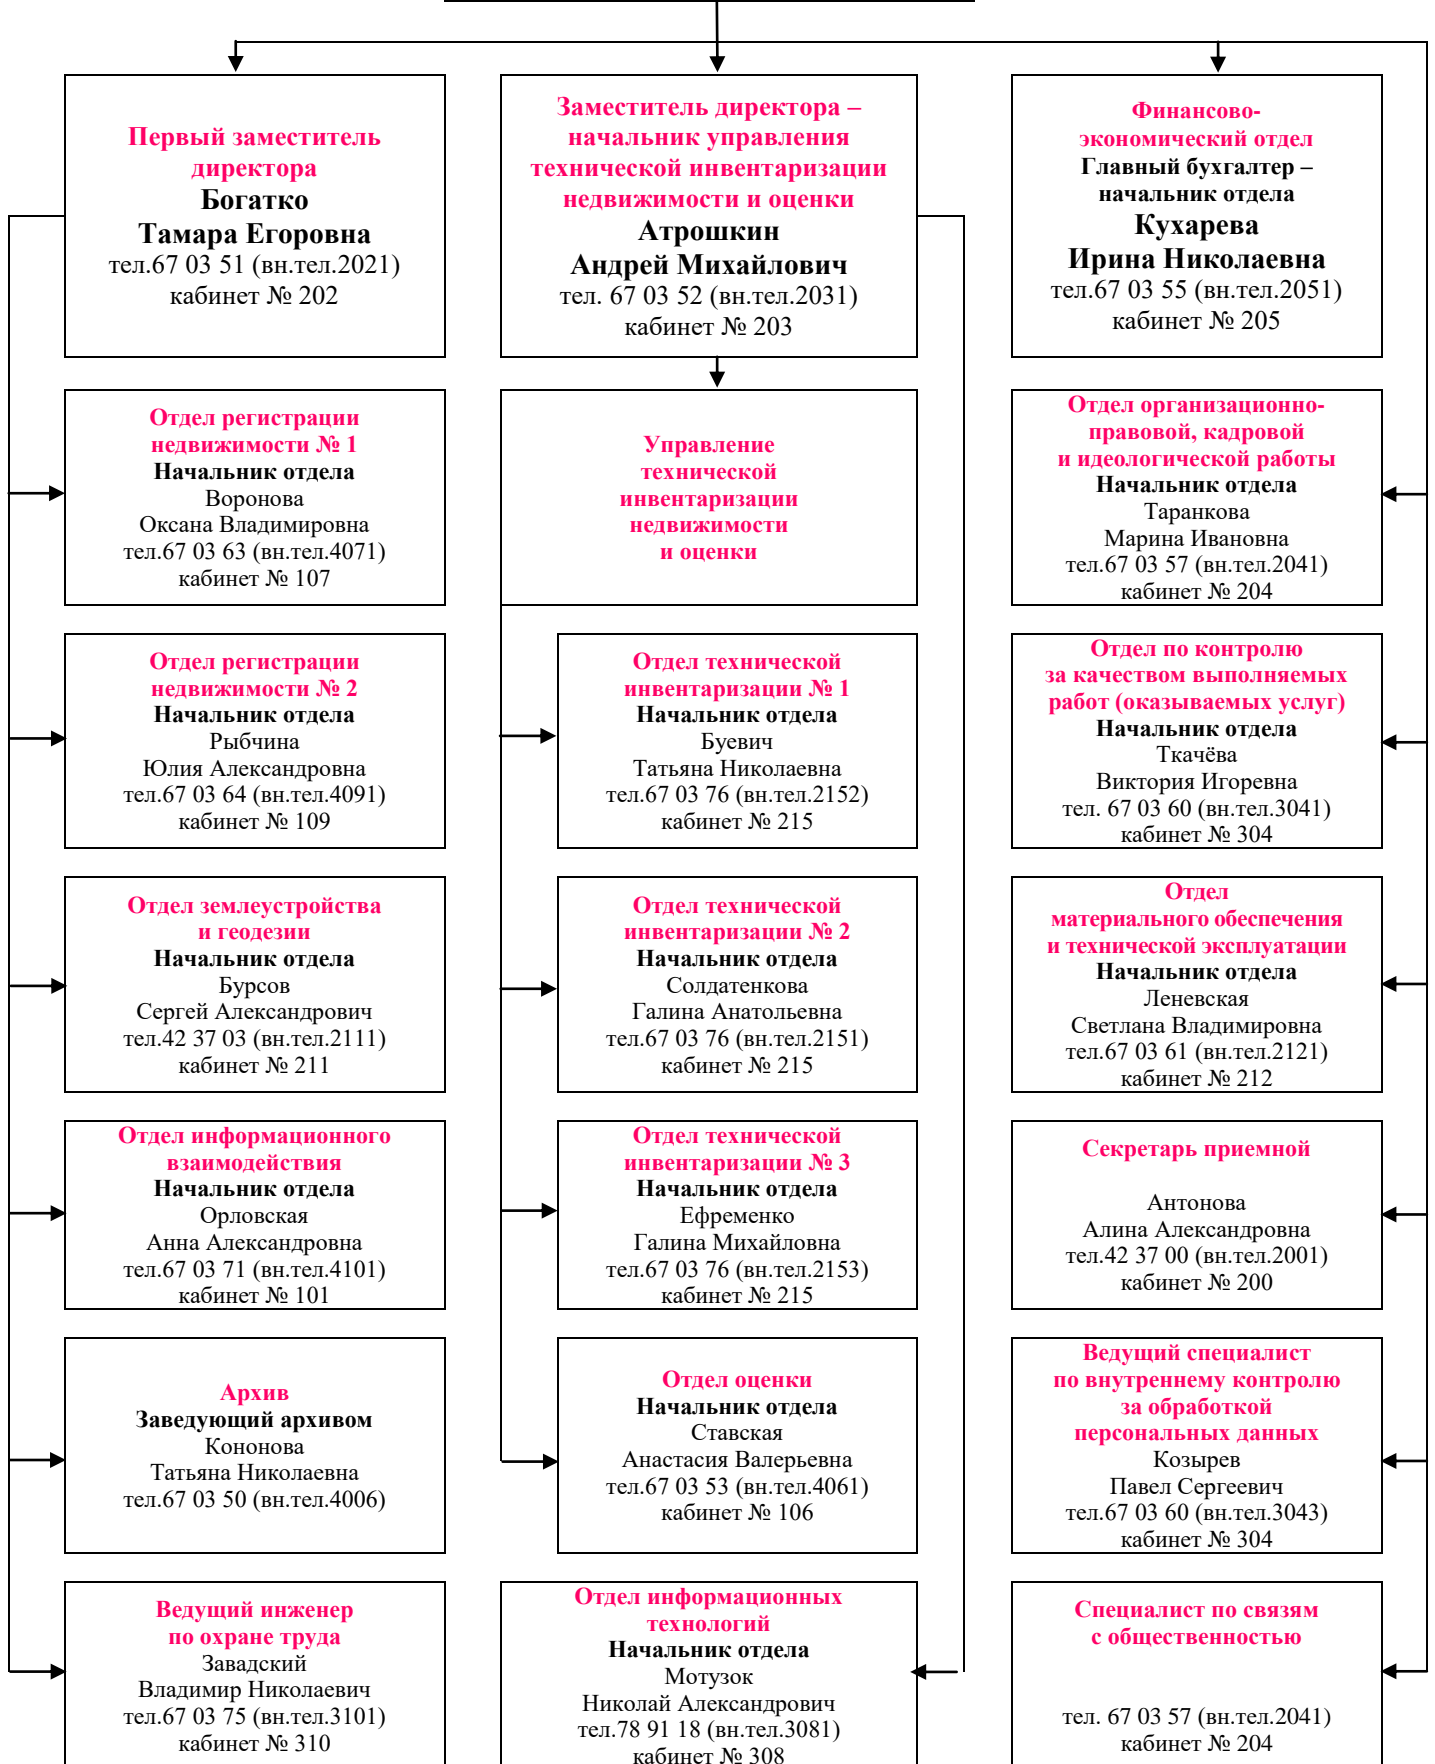 Первый заместитель
директора
Богатко
Тамара Егоровна
тел.67 03 51 (вн.тел.2021)
кабинет № 202
Заместитель директора –
начальник управления
технической инвентаризации
недвижимости и оценки
Атрошкин
Андрей Михайлович
тел. 67 03 52 (вн.тел.2031)
кабинет № 203
Финансово-
экономический отдел
Главный бухгалтер –
начальник отдела
Кухарева
Ирина Николаевна
тел.67 03 55 (вн.тел.2051)
кабинет № 205
Отдел регистрации
недвижимости № 1
Начальник отдела
Воронова
Оксана Владимировна
тел.67 03 63 (вн.тел.4071)
кабинет № 107
Управление
технической
инвентаризации
недвижимости
и оценки
Отдел организационно-
правовой, кадровой
и идеологической работы
Начальник отдела
Таранкова
Марина Ивановна
тел.67 03 57 (вн.тел.2041)
кабинет № 204
Отдел регистрации
недвижимости № 2
Начальник отдела
Рыбчина
Юлия Александровна
тел.67 03 64 (вн.тел.4091)
кабинет № 109
Отдел технической
инвентаризации № 1
Начальник отдела
Буевич
Татьяна Николаевна
тел.67 03 76 (вн.тел.2152)
кабинет № 215
Отдел по контролю
за качеством выполняемых
работ (оказываемых услуг)
Начальник отдела
Ткачёва
Виктория Игоревна
тел. 67 03 60 (вн.тел.3041)
кабинет № 304
Отдел землеустройства
и геодезии
Начальник отдела
Бурсов
Сергей Александрович
тел.42 37 03 (вн.тел.2111)
кабинет № 211
Отдел технической
инвентаризации № 2
Начальник отдела
Солдатенкова
Галина Анатольевна
тел.67 03 76 (вн.тел.2151)
кабинет № 215
Отдел
материального обеспечения
и технической эксплуатации
Начальник отдела
Леневская
Светлана Владимировна
тел.67 03 61 (вн.тел.2121)
кабинет № 212
Отдел информационного
взаимодействия
Начальник отдела
Орловская
Анна Александровна
тел.67 03 71 (вн.тел.4101)
кабинет № 101
Отдел технической
инвентаризации № 3
Начальник отдела
Ефременко
Галина Михайловна
тел.67 03 76 (вн.тел.2153)
кабинет № 215
Секретарь приемной
Антонова
Алина Александровна
тел.42 37 00 (вн.тел.2001)
кабинет № 200
Архив
Заведующий архивом
Кононова
Татьяна Николаевна
тел.67 03 50 (вн.тел.4006)
Отдел оценки
Начальник отдела
Ставская
Анастасия Валерьевна
тел.67 03 53 (вн.тел.4061)
кабинет № 106
Ведущий специалист
по внутреннему контролю
за обработкой
персональных данных
Козырев
Павел Сергеевич
тел.67 03 60 (вн.тел.3043)
кабинет № 304
Ведущий инженер
по охране труда
Завадский
Владимир Николаевич
тел.67 03 75 (вн.тел.3101)
кабинет № 310
Отдел информационных
технологий
Начальник отдела
Мотузок
Николай Александрович
тел.78 91 18 (вн.тел.3081)
кабинет № 308
Специалист по связям
с общественностью
тел. 67 03 57 (вн.тел.2041)
кабинет № 204